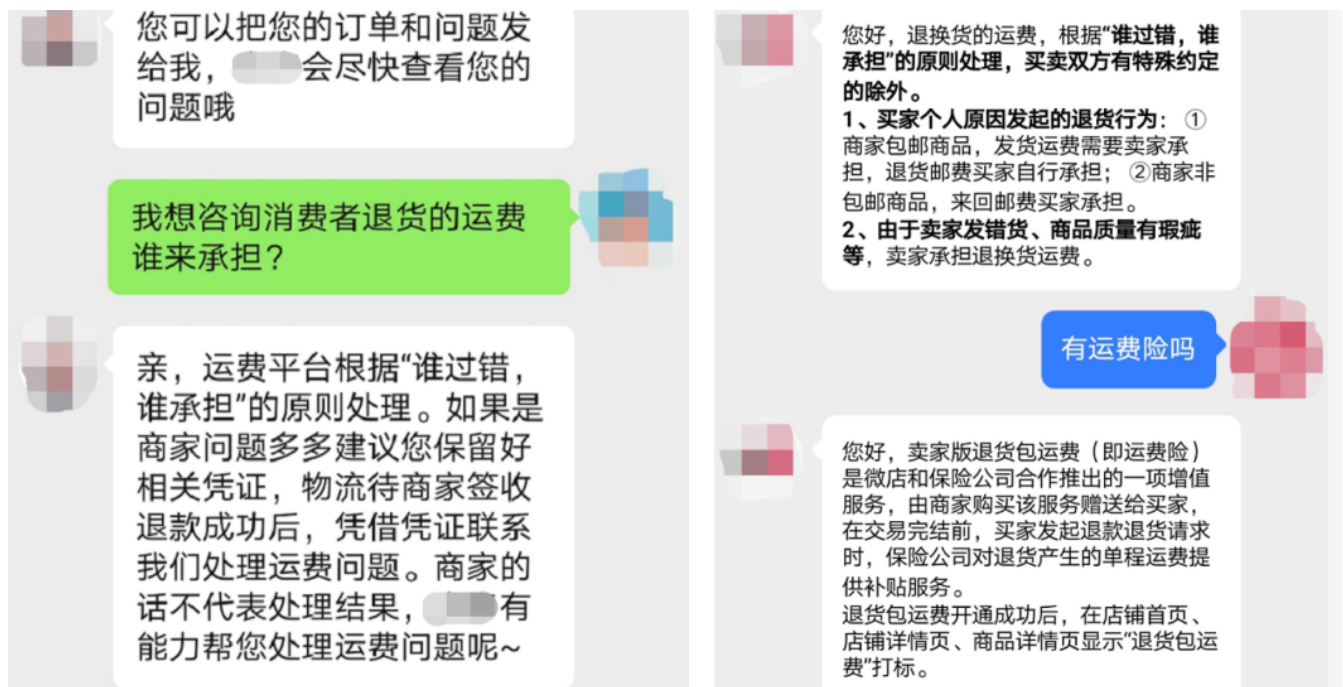 您可以把您的订单和问题发
给我，会尽快查看您的
问题哦
我想咨询消费者退货的运费
谁来承担？
亲，运费平台根据“谁过错，
谁承担”的原则处理。如果是
商家问题多多建议您保留好
相关凭证，物流待商家签收
退款成功后，凭借凭证联系
我们处理运费问题。商家的
话不代表处理结果，有
能力帮您处理运费问题呢~
您好，退换货的运费，根据“谁过错，谁
承担”的原则处理，买卖双方有特殊约定
的除外。
1、买家个人原因发起的退货行为：①
商家包邮商品，发货运费需要卖家承
担，退货邮费买家自行承担；②商家非
包邮商品，来回邮费买家承担。
2、由于卖家发错货、商品质量有瑕疵
等，卖家承担退换货运费。
有运费险吗
您好，卖家版退货包运费（即运费险）
是微店和保险公司合作推出的一项增值
服务，由商家购买该服务赠送给买家，
在交易完结前，买家发起退款退货请求
时，保险公司对退货产生的单程运费提
供补贴服务。
退货包运费开通成功后，在店铺首页、
店铺详情页、商品详情页显示“退货包运
费”打标。